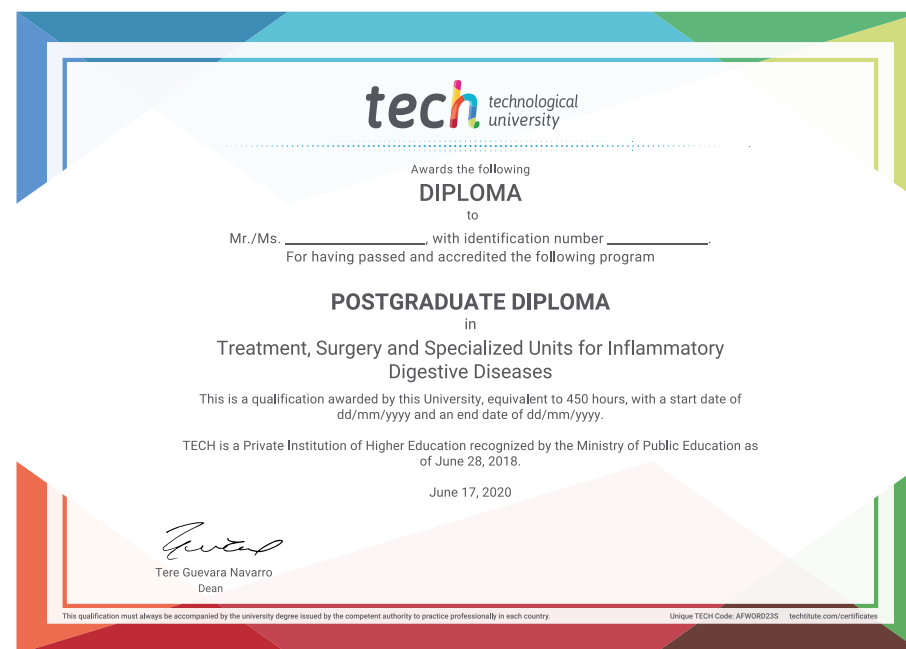 tech technological
university
Awards the following
DIPLOMA
to
Mr./Ms. ____________________, with identification number ______________.
For having passed and accredited the following program
POSTGRADUATE DIPLOMA
in
Treatment, Surgery and Specialized Units for Inflammatory
Digestive Diseases
This is a qualification awarded by this University, equivalent to 450 hours, with a start date of
dd/mm/yyyy and an end date of dd/mm/yyyy.
TECH is a Private Institution of Higher Education recognized by the Ministry of Public Education as
of June 28, 2018.
June 17, 2020
Tere Guevara Navarro
Dean
This qualification must always be accompanied by the university degree issued by the competent authority to practice professionally in each country. Unique TECH Code: AFWORD23S techtitute.com/certificates